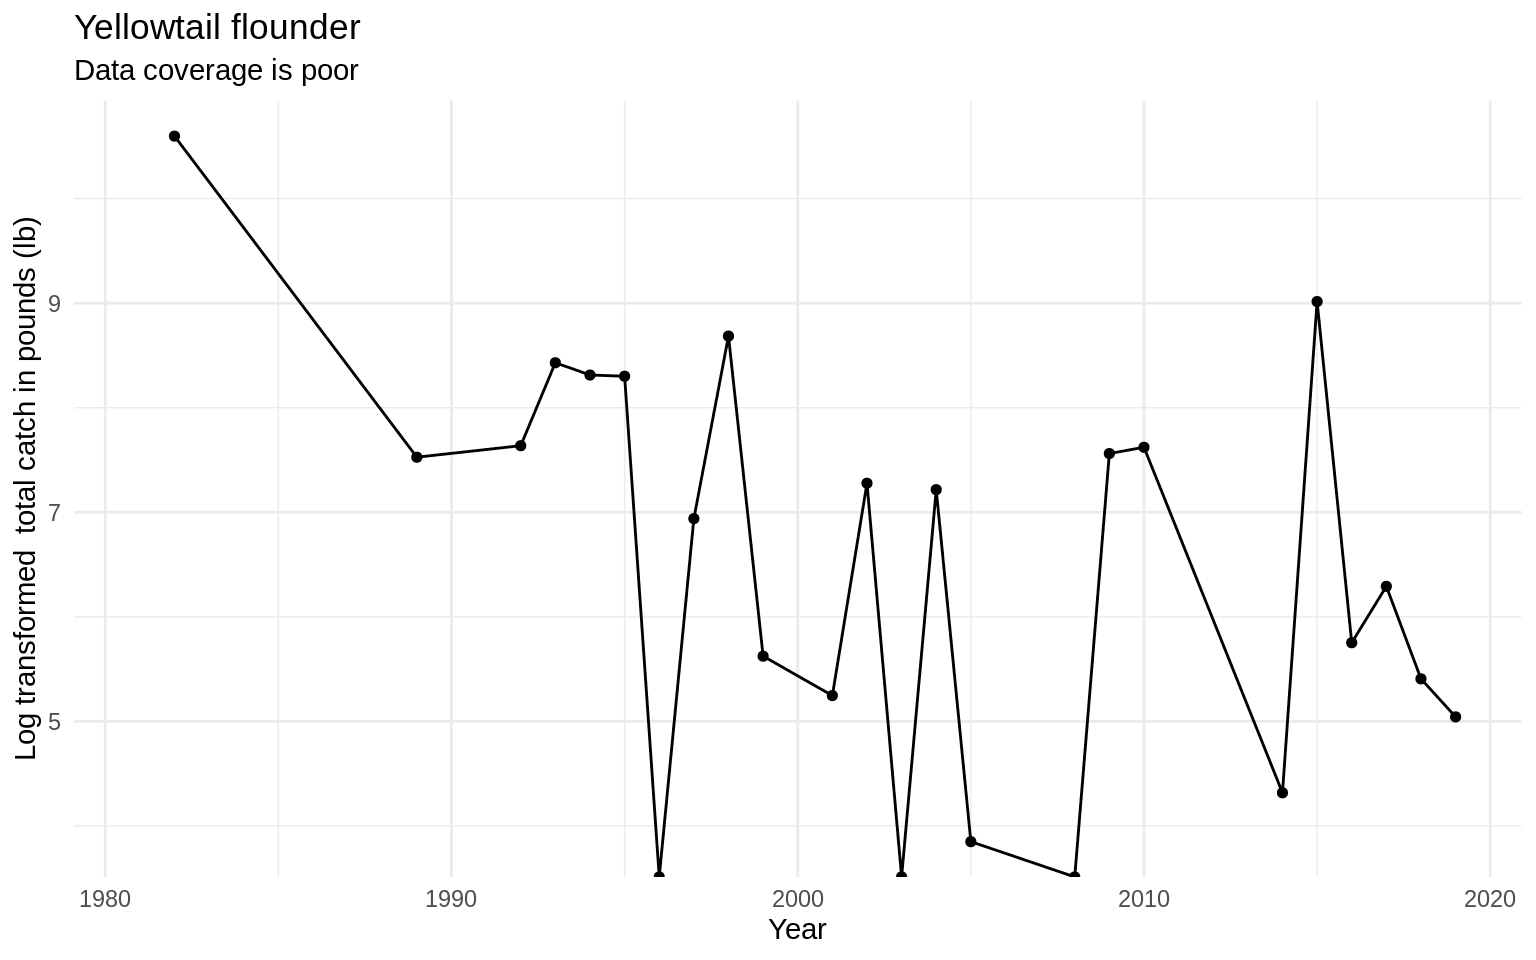 Yellowtail flounder
Data coverage is poor
Log transformed  total catch in pounds (lb)
9
7
5
1980 1990 2000 2010 2020
Year